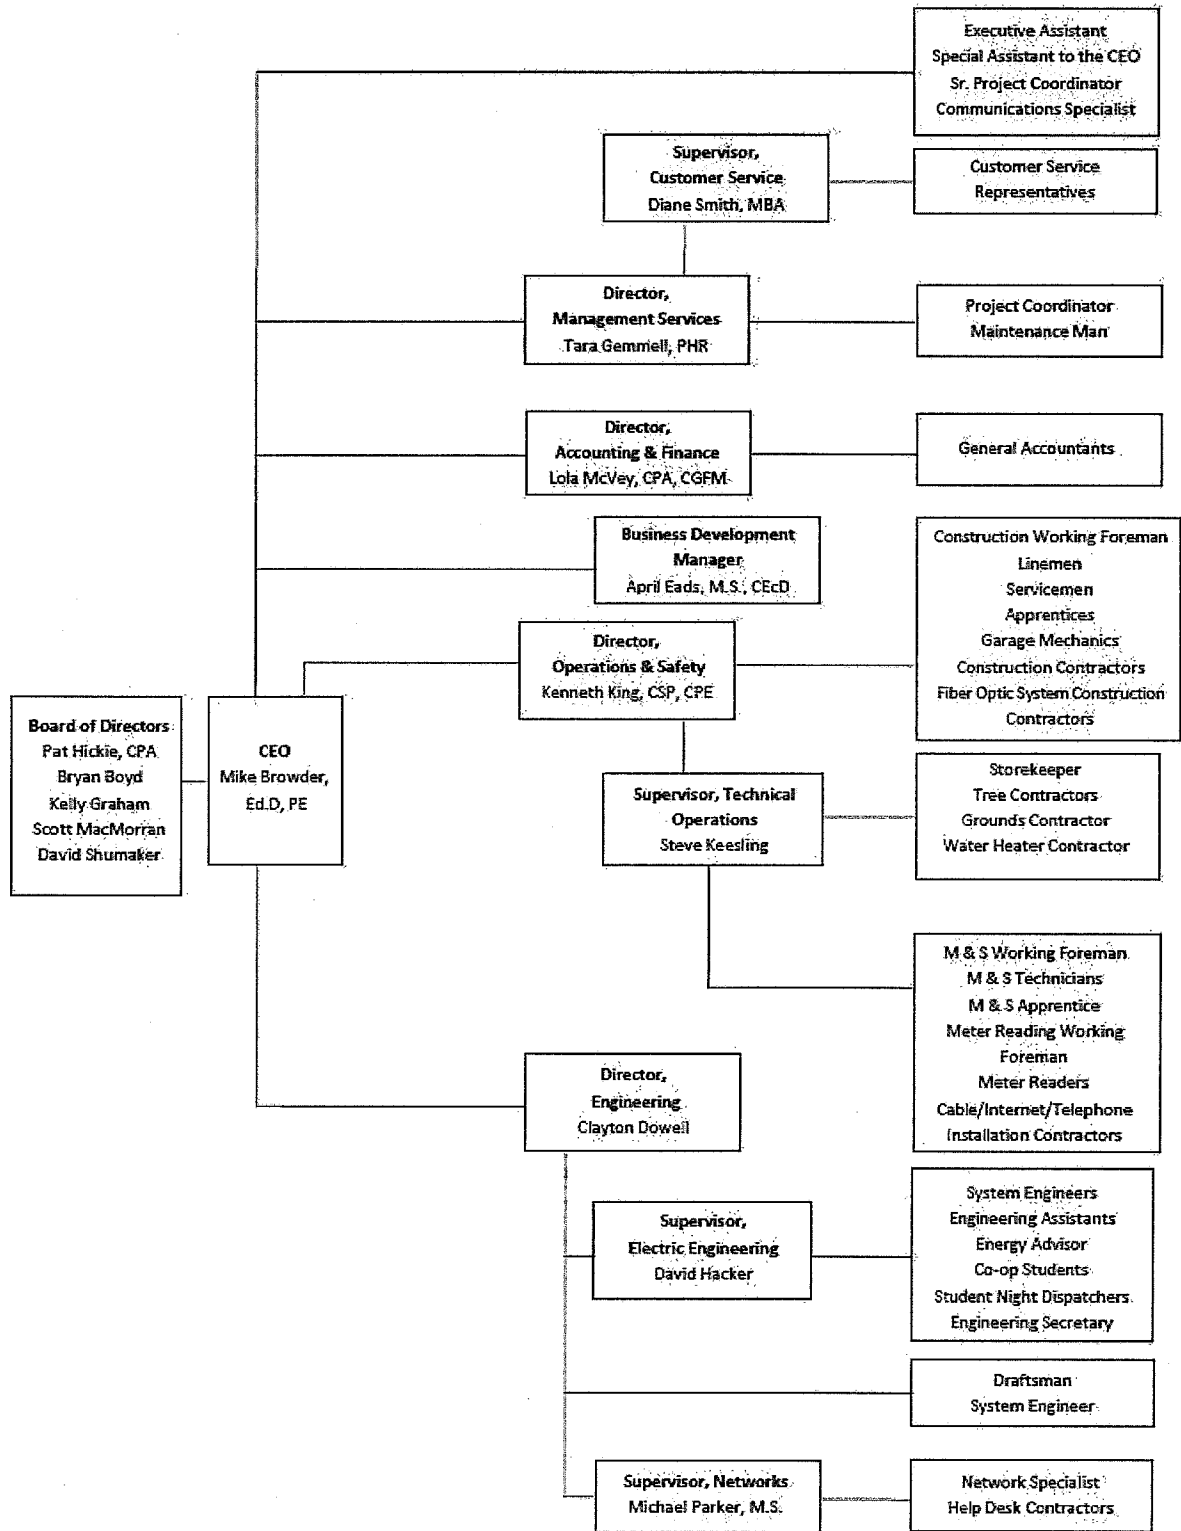 Executive Assistant
Special Assistant to the CEO
Sr. Project Coordinator
Communications Specialist
Supervisor,
Customer Service
Diane Smith, MBA
Customer Service
Representatives
Director,
Management Services
Tara Gemmell, PHR
Project Coordinator
Maintenance Man
Director,
Accounting & Finance
Lola McVey, CPA, CGFM
General Accountants
Business Development
Manager
April Eads, M.S., CEcD
Construction Working Foreman
Linemen
Servicemen
Apprentices
Garage Mechanics
Construction Contractors
Fiber Optic System Construction
Contractors
Director,
Operations & Safety
Kenneth King, CSP, CPE
Board of Directors
Pat Hickie, CPA
Bryan Boyd
Kelly Graham
Scott MacMorran
David Shumaker
CEO
Mike Browder,
Ed.D, PE
Supervisor, Technical
Operations
Steve Keesling
Storekeeper
Tree Contractors
Grounds Contractor
Water Heater Contractor
M & S Working Foreman
M & S Technicians
M & S Apprentice
Meter Reading Working
Foreman
Meter Readers
Cable/Internet/Telephone
Installation Contractors
Director,
Engineering
Clayton Dowell
Supervisor,
Electric Engineering
David Hacker
System Engineers
Engineering Assistants
Energy Advisor
Co-op Students
Student Night Dispatchers
Engineering Secretary
Draftsman
System Engineer
Supervisor, Networks
Michael Parker, M.S.
Network Specialist
Help Desk Contractors